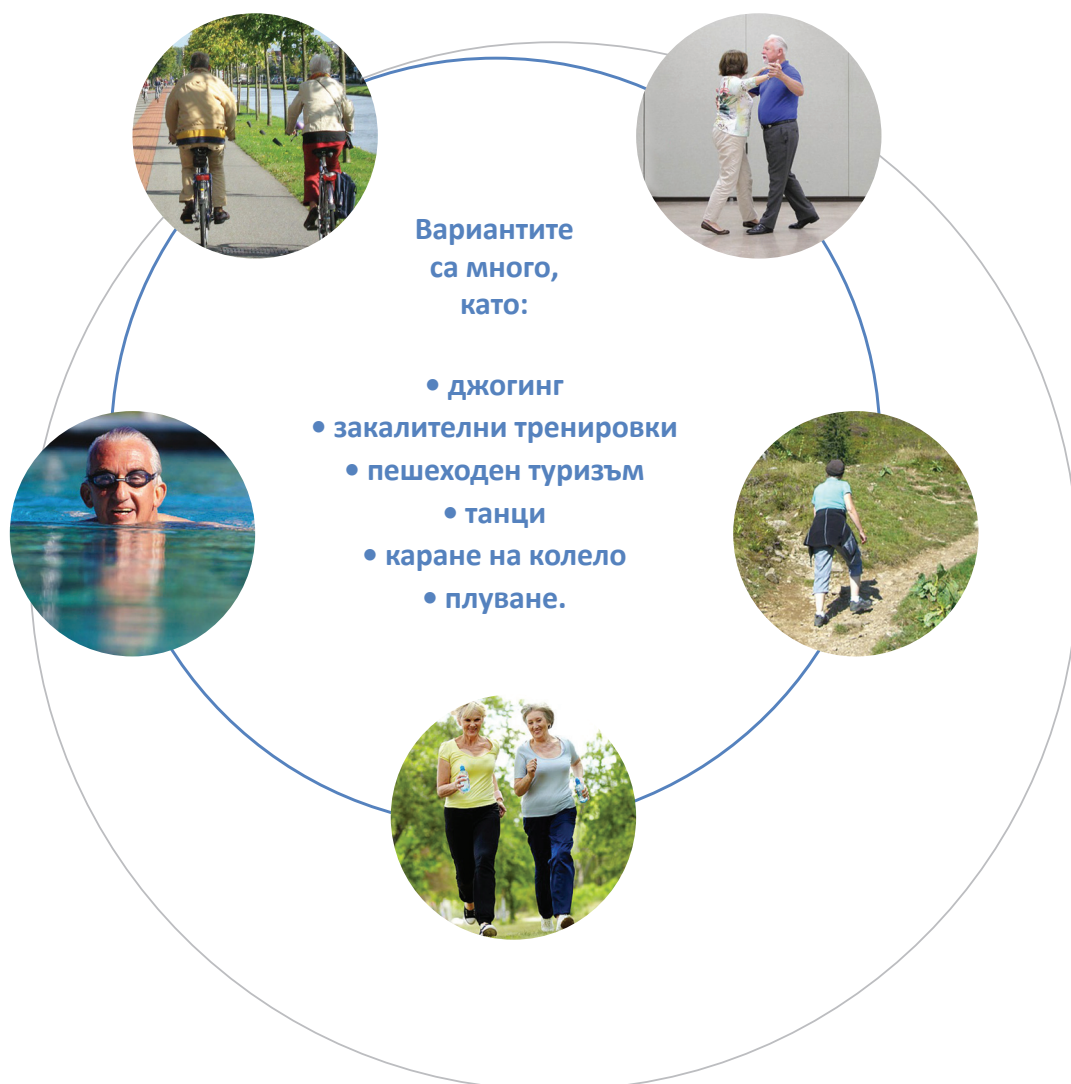 Вариантите
са много,
като:
• джогинг
• закалителни тренировки
• пешеходен туризъм
• танци
• каране на колело
• плуване.